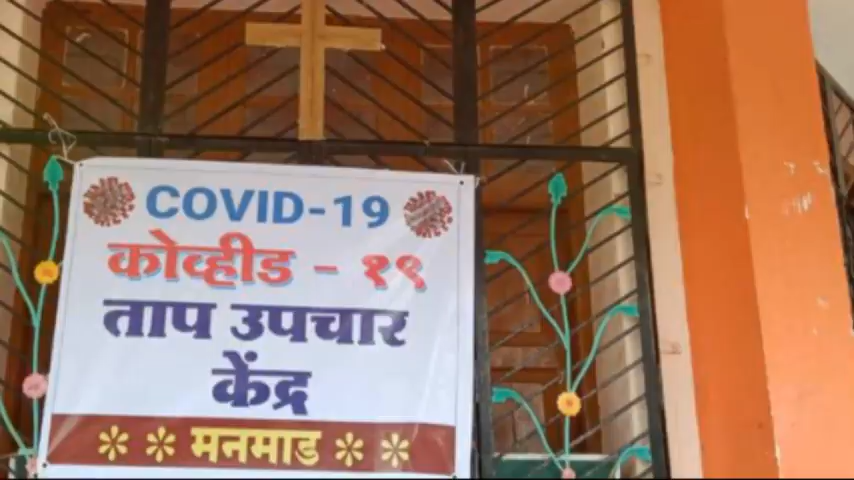 COVID-19
कोव्हीड - १९
ताप उपचार
केंद्र
मनमाड